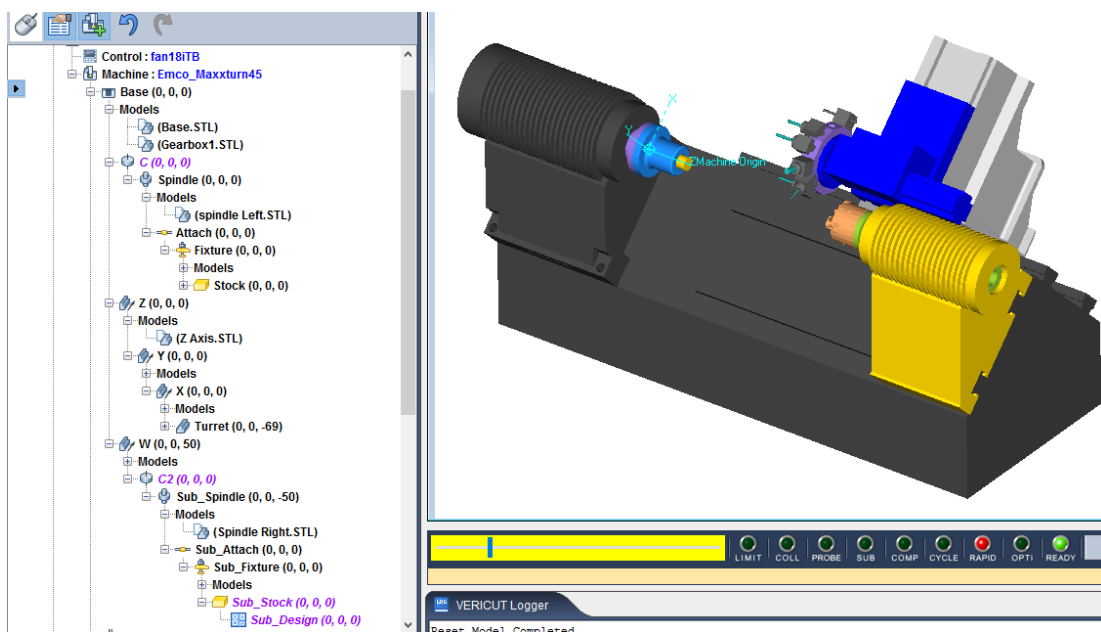 Control : fan18iTB
Machine : Emco_Maxxturn45
Base (0, 0, 0)
Models
(Base.STL)
(Gearbox1.STL)
C (0, 0, 0)
Spindle (0, 0, 0)
Models
(spindle Left.STL)
Attach (0, 0, 0)
Fixture (0, 0, 0)
Models
Stock (0, 0, 0)
Z (0, 0, 0)
Models
(Z Axis.STL)
Y (0, 0, 0)
Models
X (0, 0, 0)
Models
Turret (0, 0, -69)
W (0, 0, 50)
Models
C2 (0, 0, 0)
Sub_Spindle (0, 0, -50)
Models
(Spindle Right.STL)
Sub_Attach (0, 0, 0)
Sub_Fixture (0, 0, 0)
Models
Sub_Stock (0, 0, 0)
Sub_Design (0, 0, 0)
X
Y
ZMachine Origin
LIMIT COLL PROBE SUB COMP CYCLE RAPID OPTI READY
LOG VERICUT Logger
Reset Model Completed